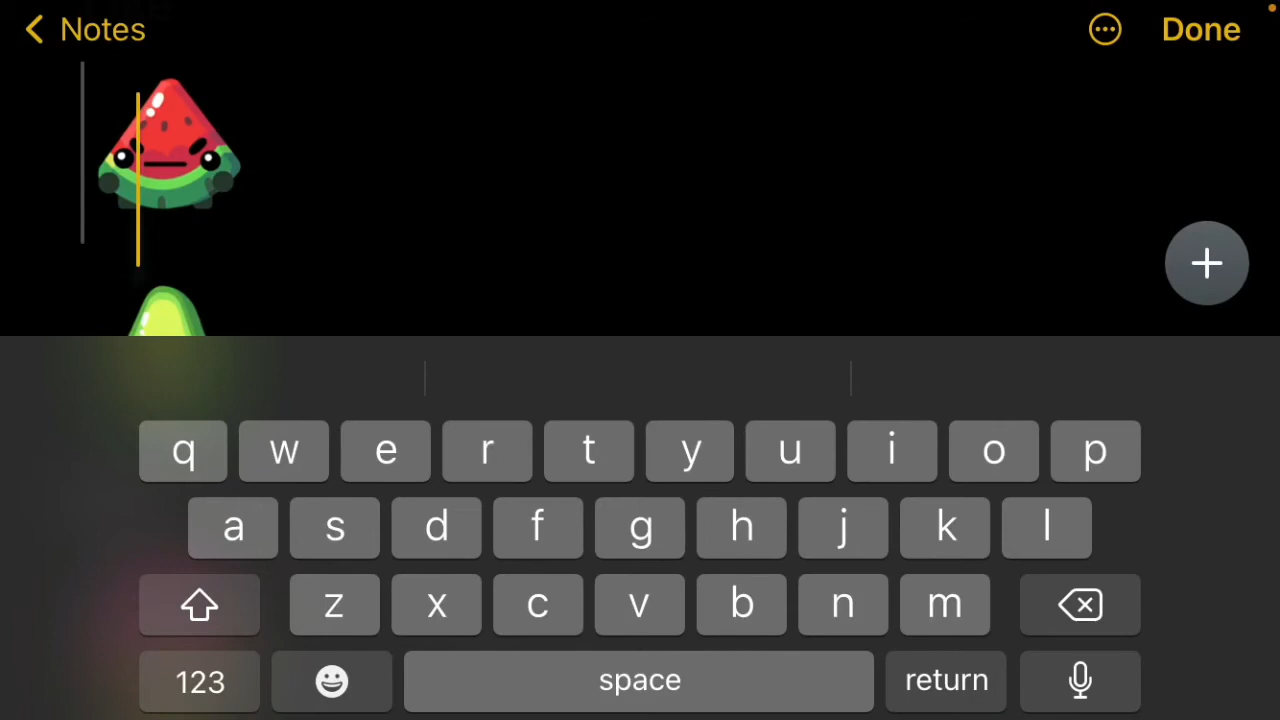 Notes
Done
q w e r t y u i o p
a s d f g h j k l
z x c v b n m
123 space return